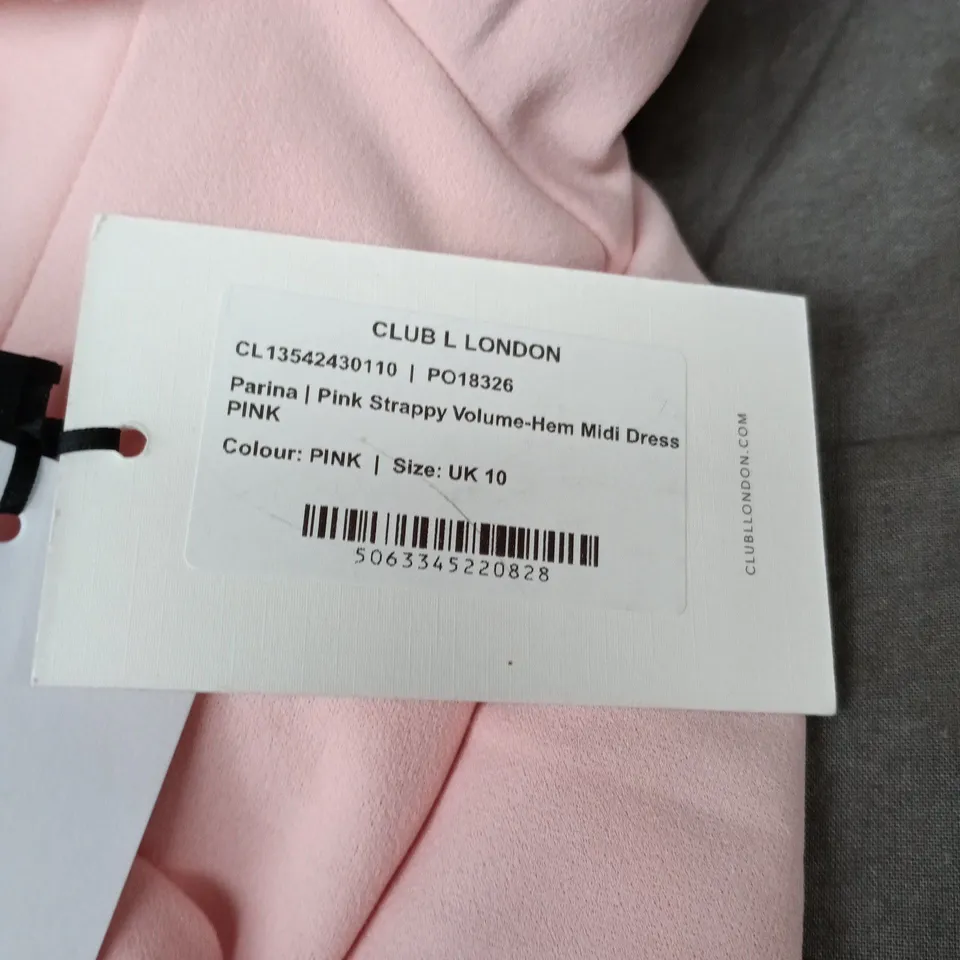 CLUB L LONDON
CL13542430110 | PO18326
Parina | Pink Strappy Volume-Hem Midi Dress
PINK
Colour: PINK | Size: UK 10
5063345220828
CLUBLLONDON.COM